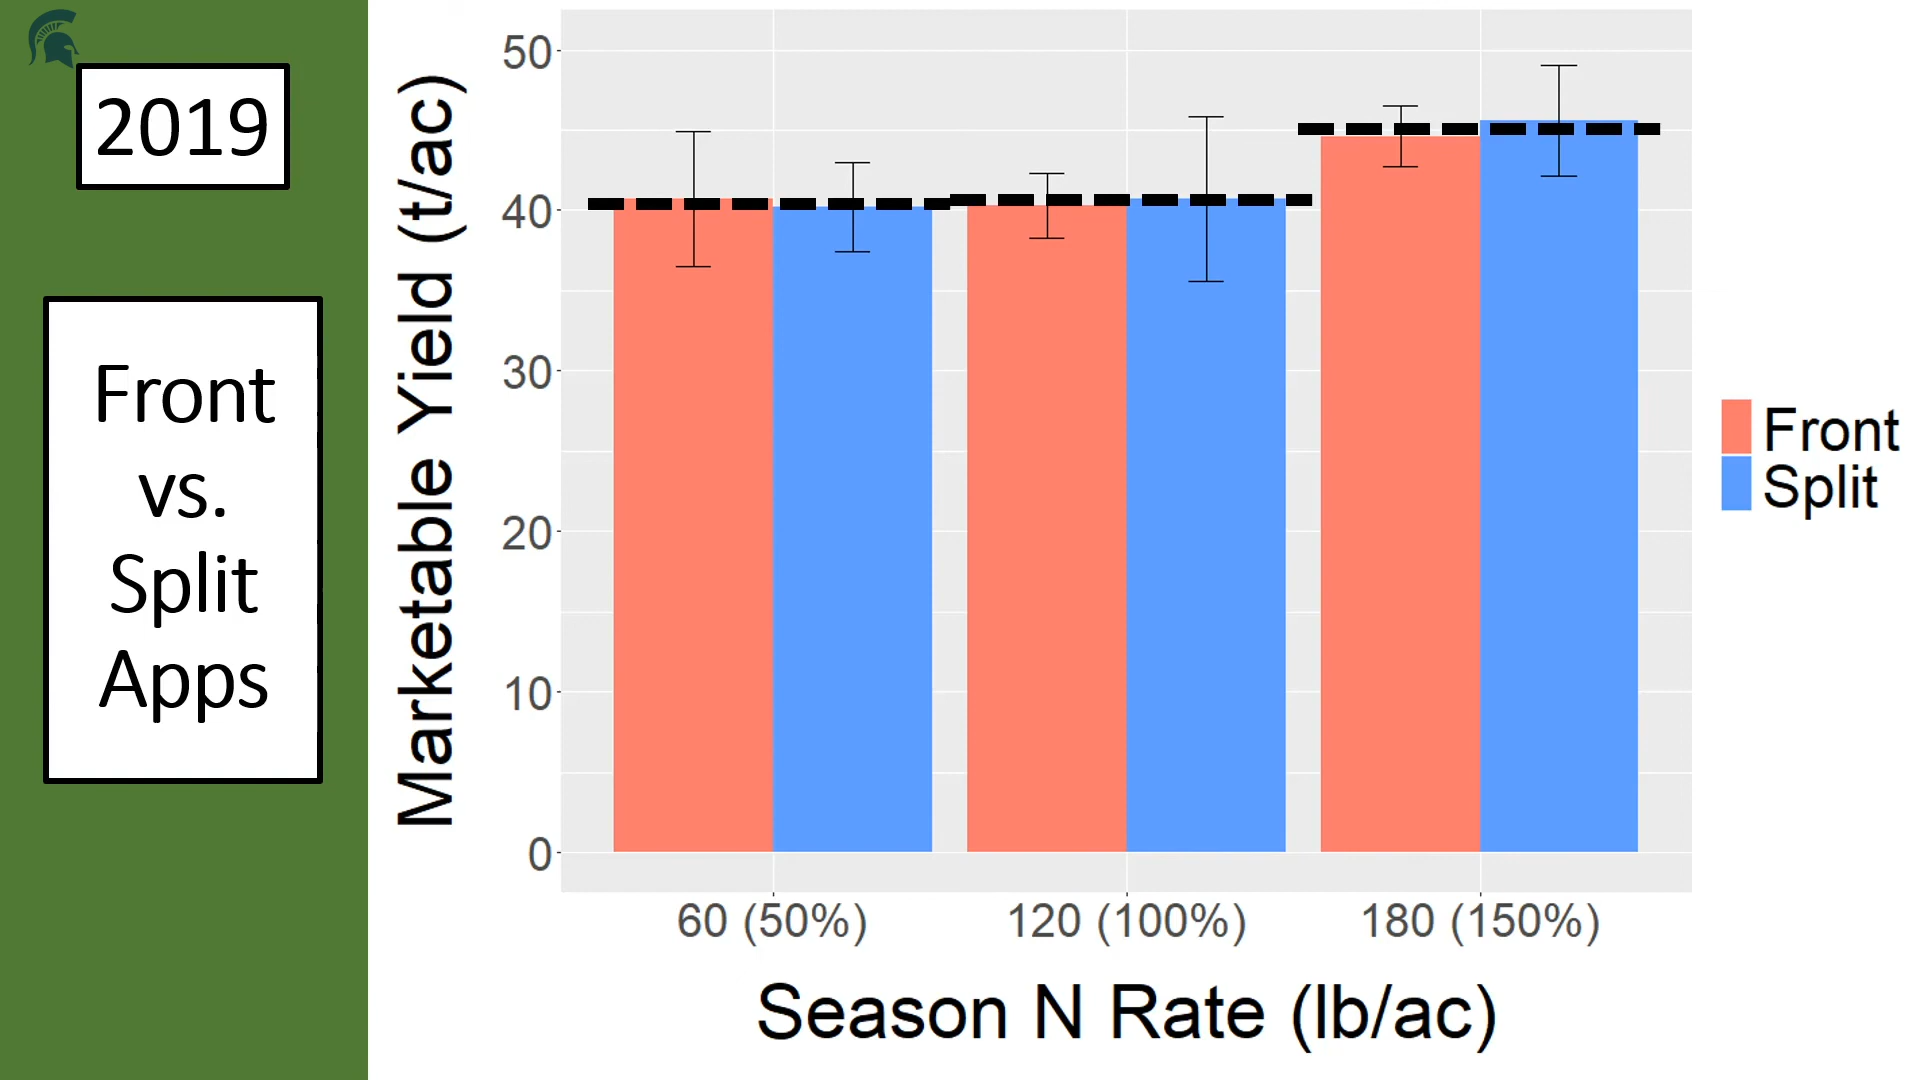 2019
Front
vs.
Split
Apps
Marketable Yield (t/ac)
50
40
30
20
10
0
60 (50%)
120 (100%)
180 (150%)
Season N Rate (lb/ac)
Front
Split